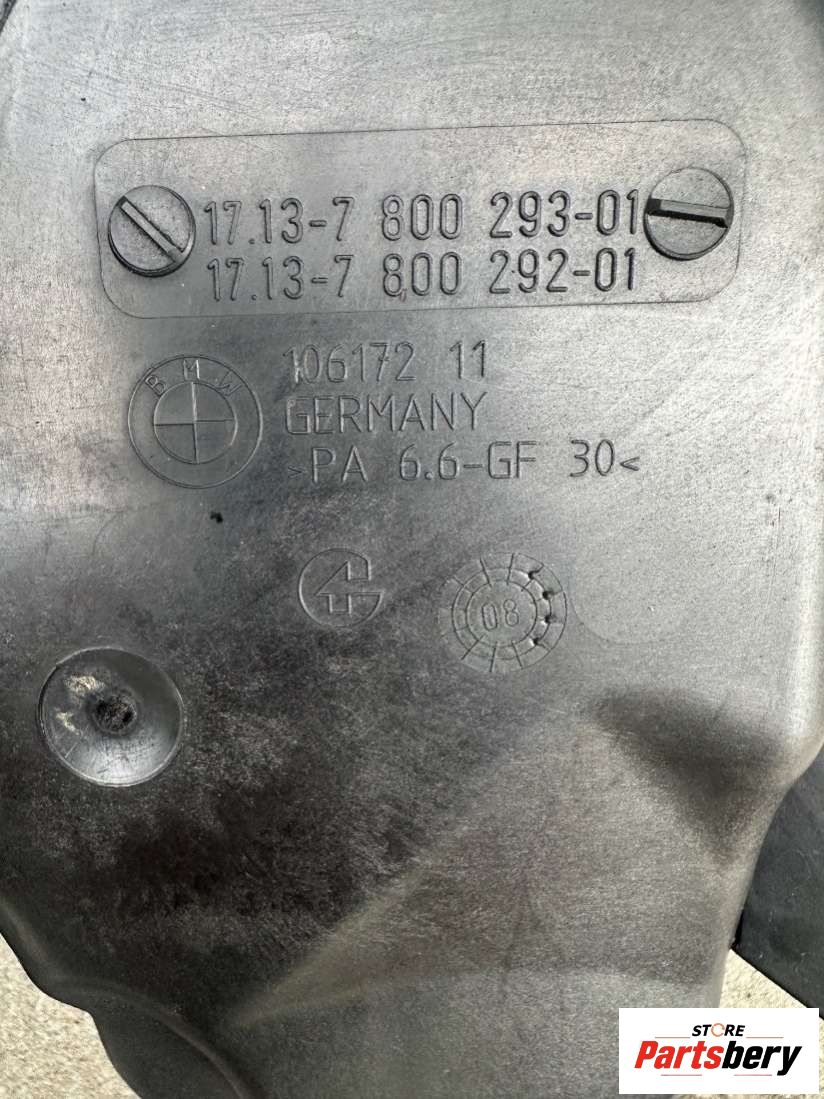 17.13-7 800 293-01
17.13-7 800 292-01
BMW
106172 11
GERMANY
>PA 6.6-GF 30<
08
STORE
Partsbery